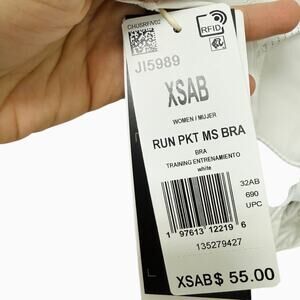 CHUSRFIV02
RFID
JI5989
XSAB
WOMEN / MUJER
RUN PKT MS BRA
BRA
TRAINING ENTRENAMIENTO
white
32AB
690
UPC
1 97613 12219 6
135279427
XSAB $ 55.00